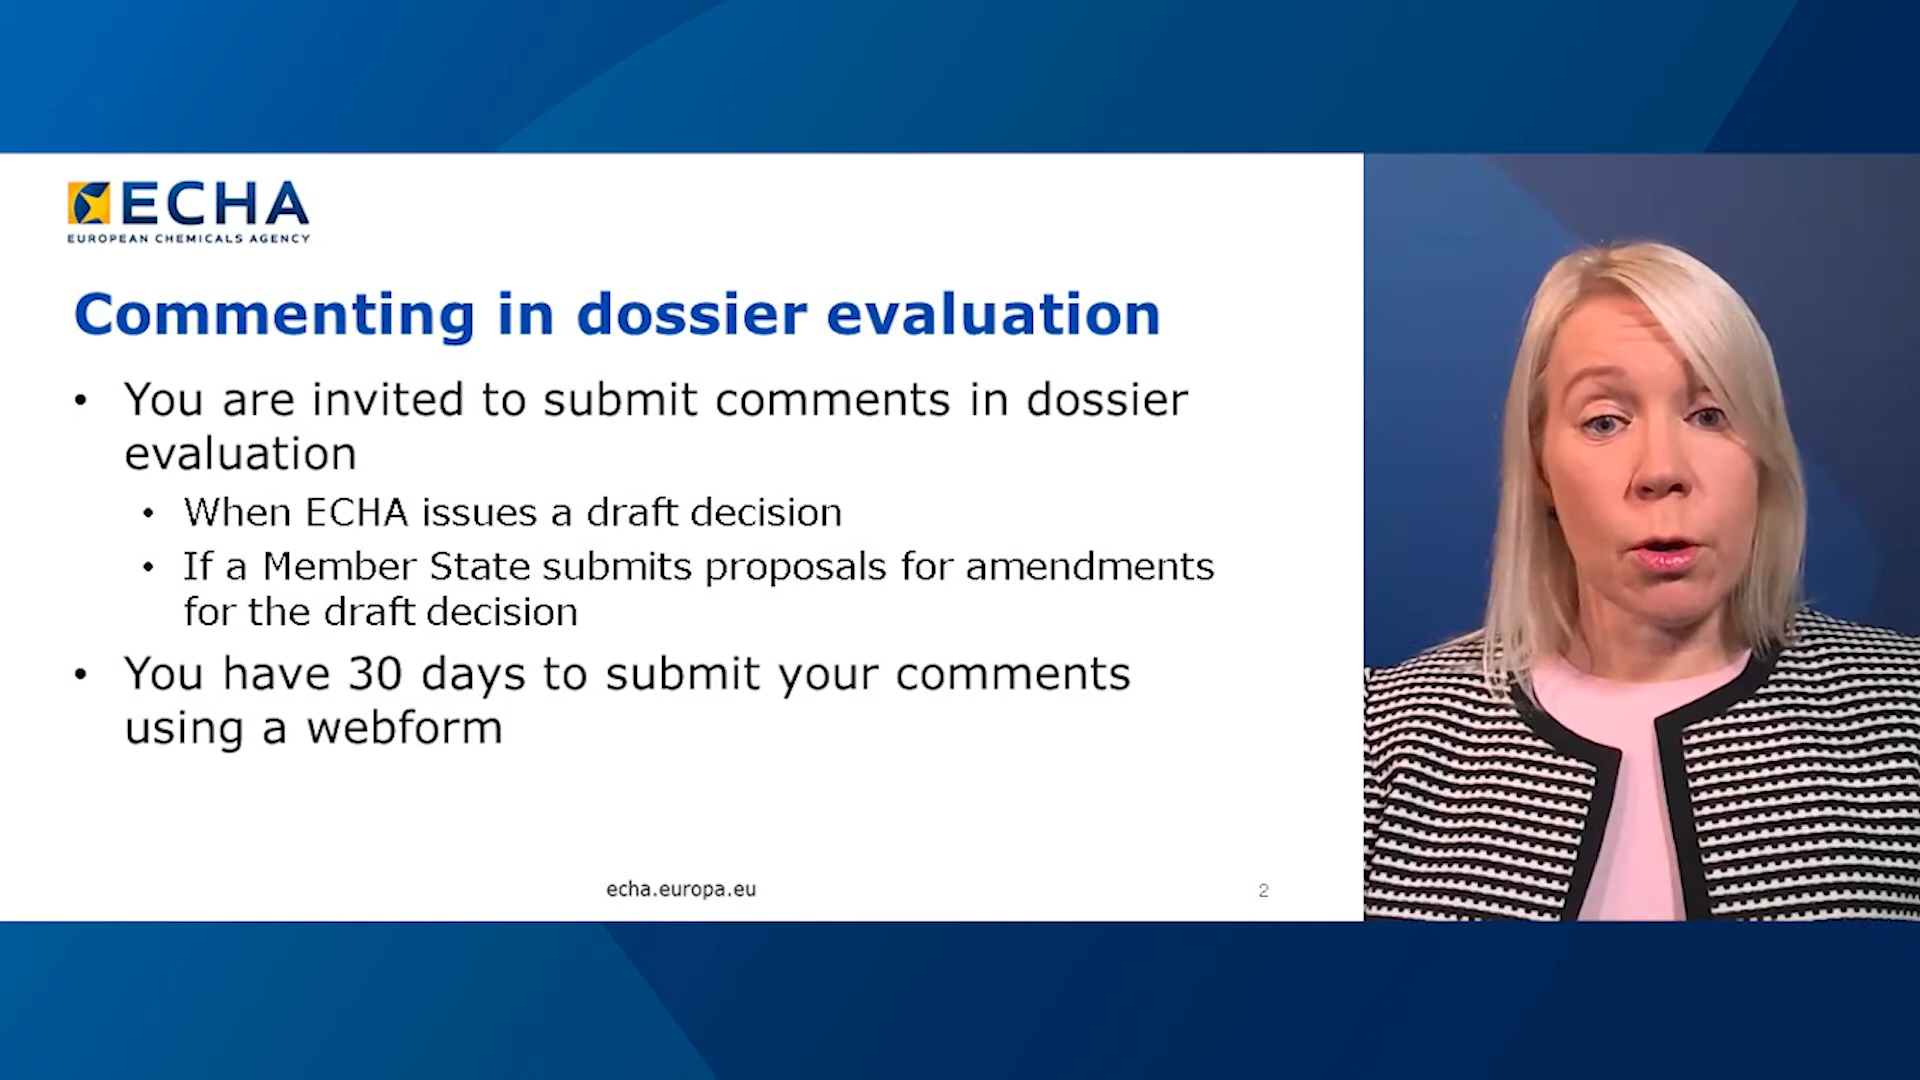 ECHA
EUROPEAN CHEMICALS AGENCY
Commenting in dossier evaluation
• You are invited to submit comments in dossier
evaluation
• When ECHA issues a draft decision
• If a Member State submits proposals for amendments
for the draft decision
• You have 30 days to submit your comments
using a webform
echa.europa.eu
2